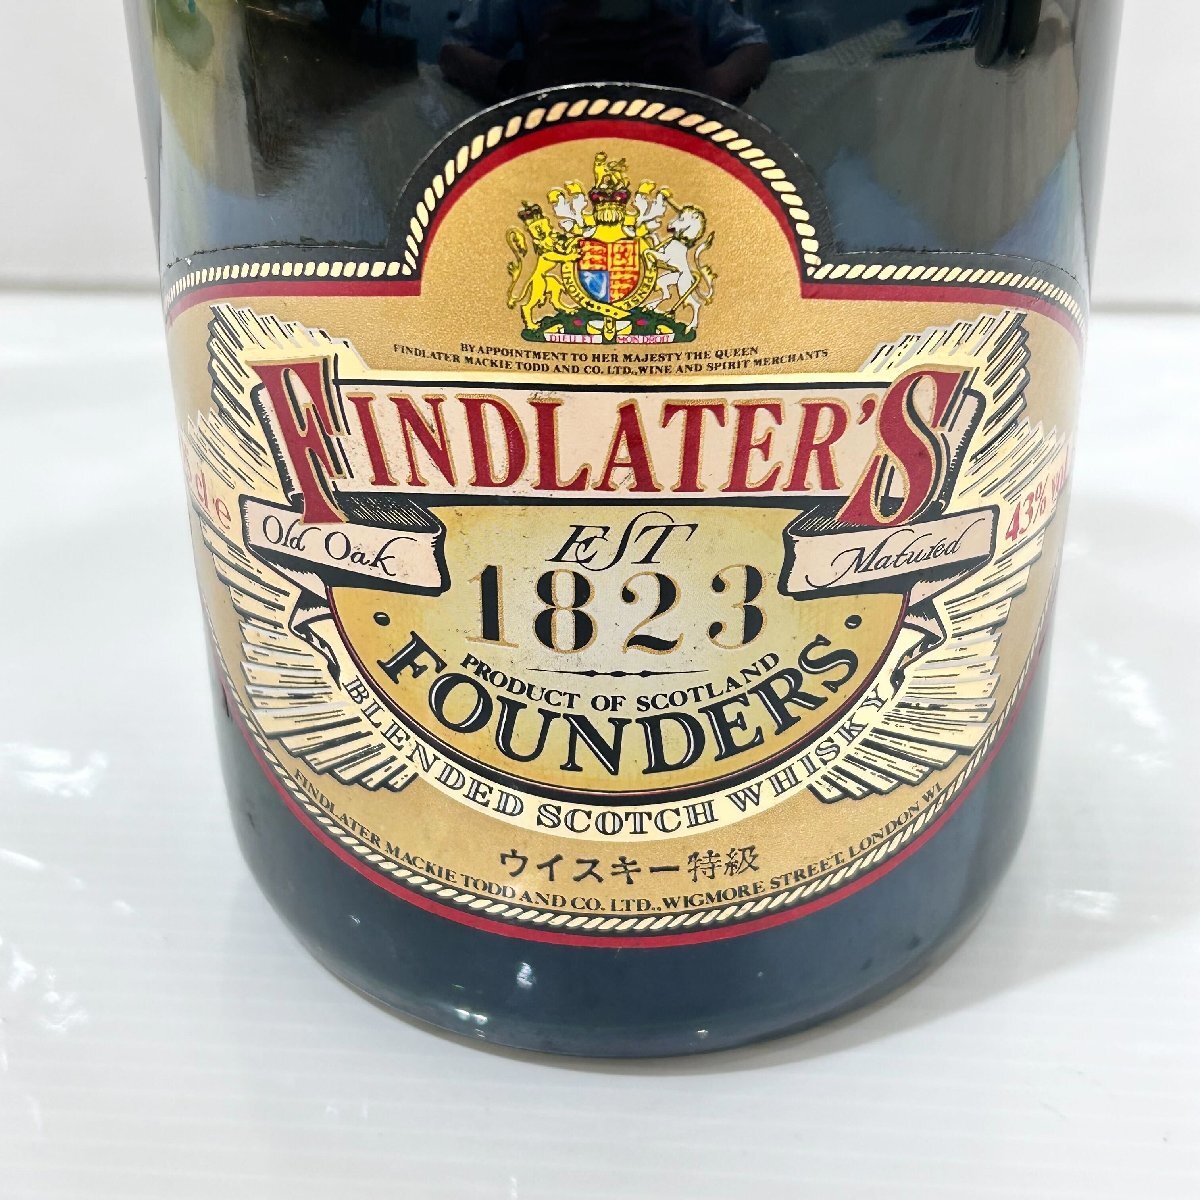 DIEU ET MON DROIT
BY APPOINTMENT TO HER MAJESTY THE QUEEN
FINDLATER MACKIE TODD AND CO. LTD., WINE AND SPIRIT MERCHANTS
FINDLATER'S
cl e
43% vol
Old Oak
Matured
EST
1823
PRODUCT OF SCOTLAND
• FOUNDERS •
BLENDED SCOTCH WHISKY
ウイスキー特級
FINDLATER MACKIE TODD AND CO. LTD., WIGMORE STREET, LONDON W1